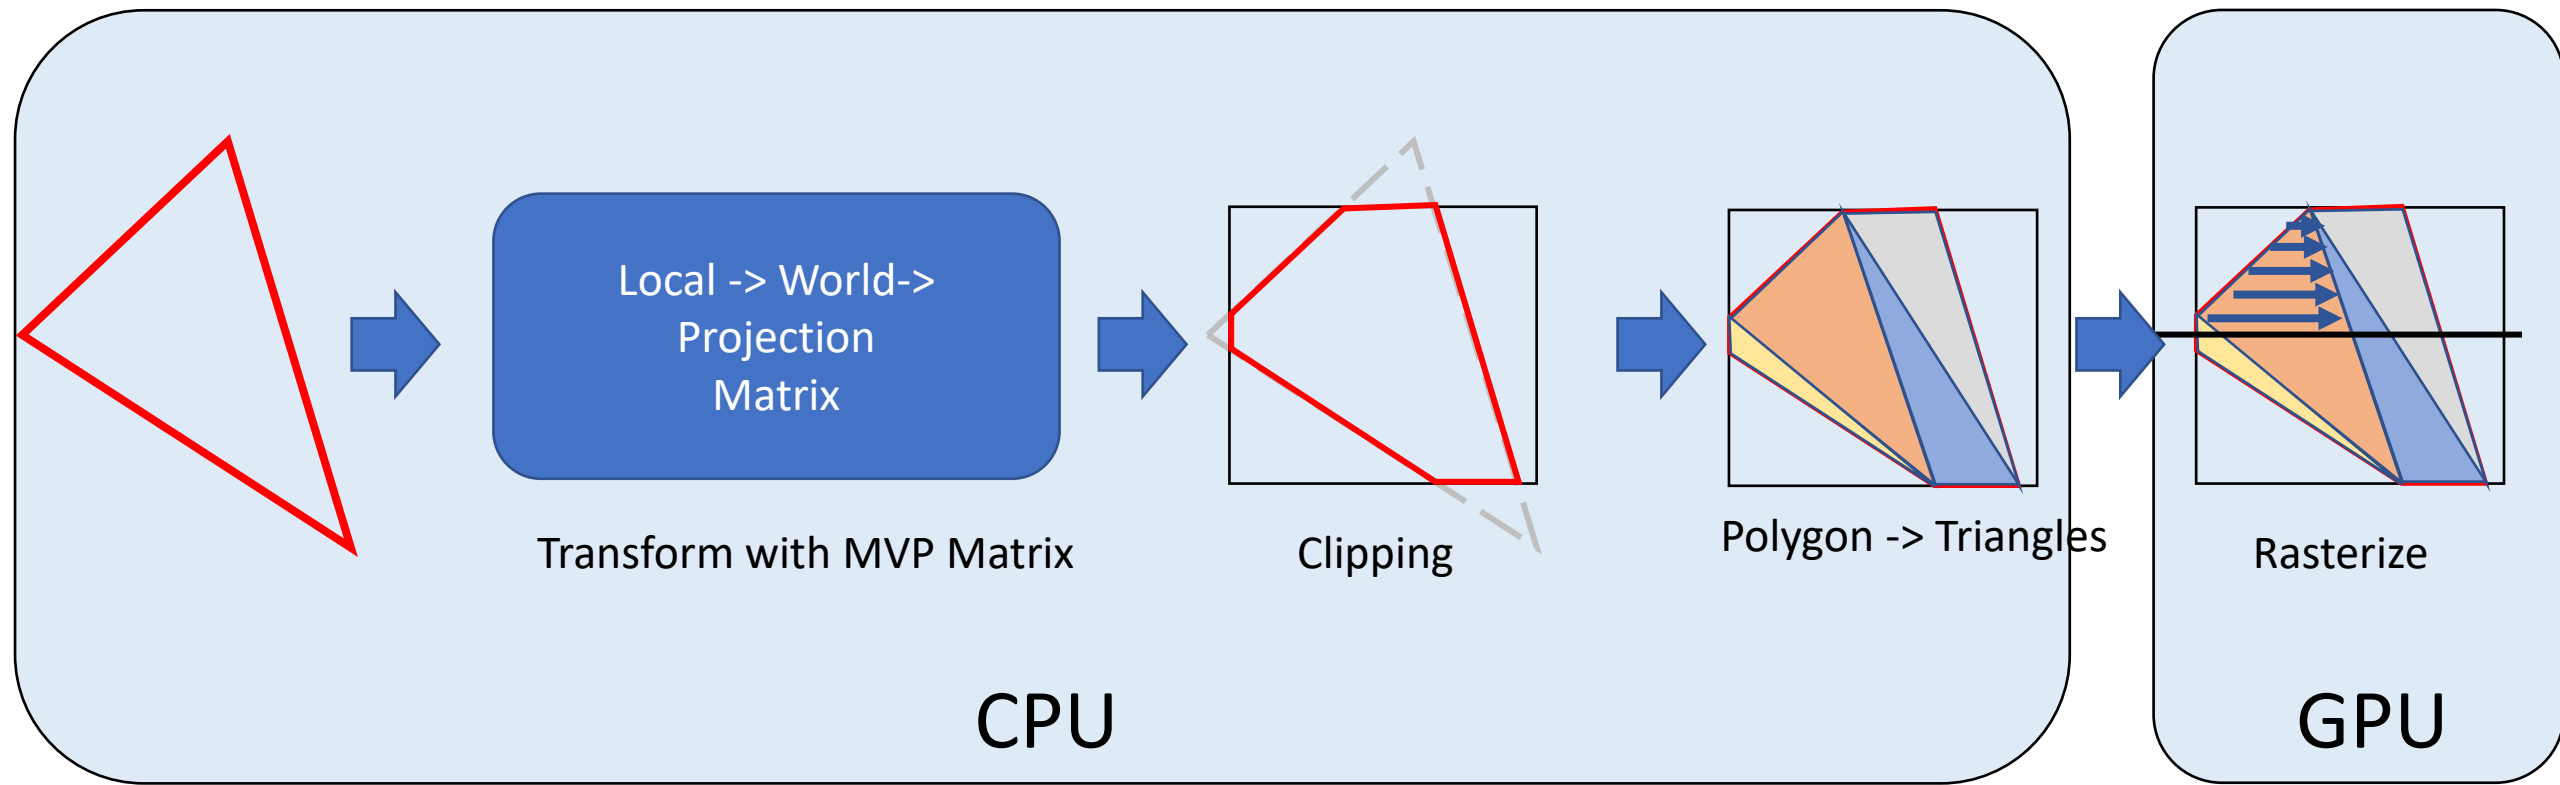 Local -> World->
Projection
Matrix
Transform with MVP Matrix
Clipping
Polygon -> Triangles
Rasterize
CPU
GPU